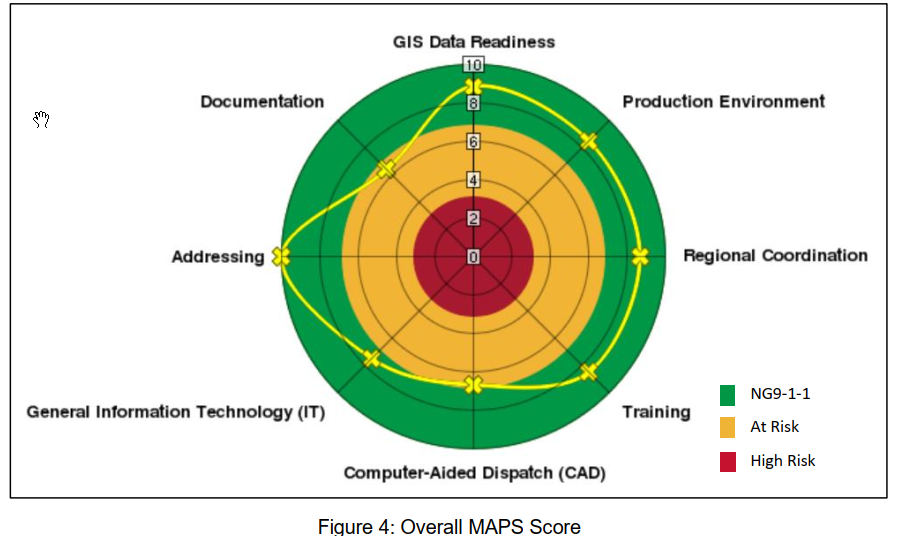 GIS Data Readiness
10
Documentation
Production Environment
8
6
4
2
Addressing
0
Regional Coordination
NG9-1-1
General Information Technology (IT)
Training
At Risk
High Risk
Computer-Aided Dispatch (CAD)
Figure 4: Overall MAPS Score